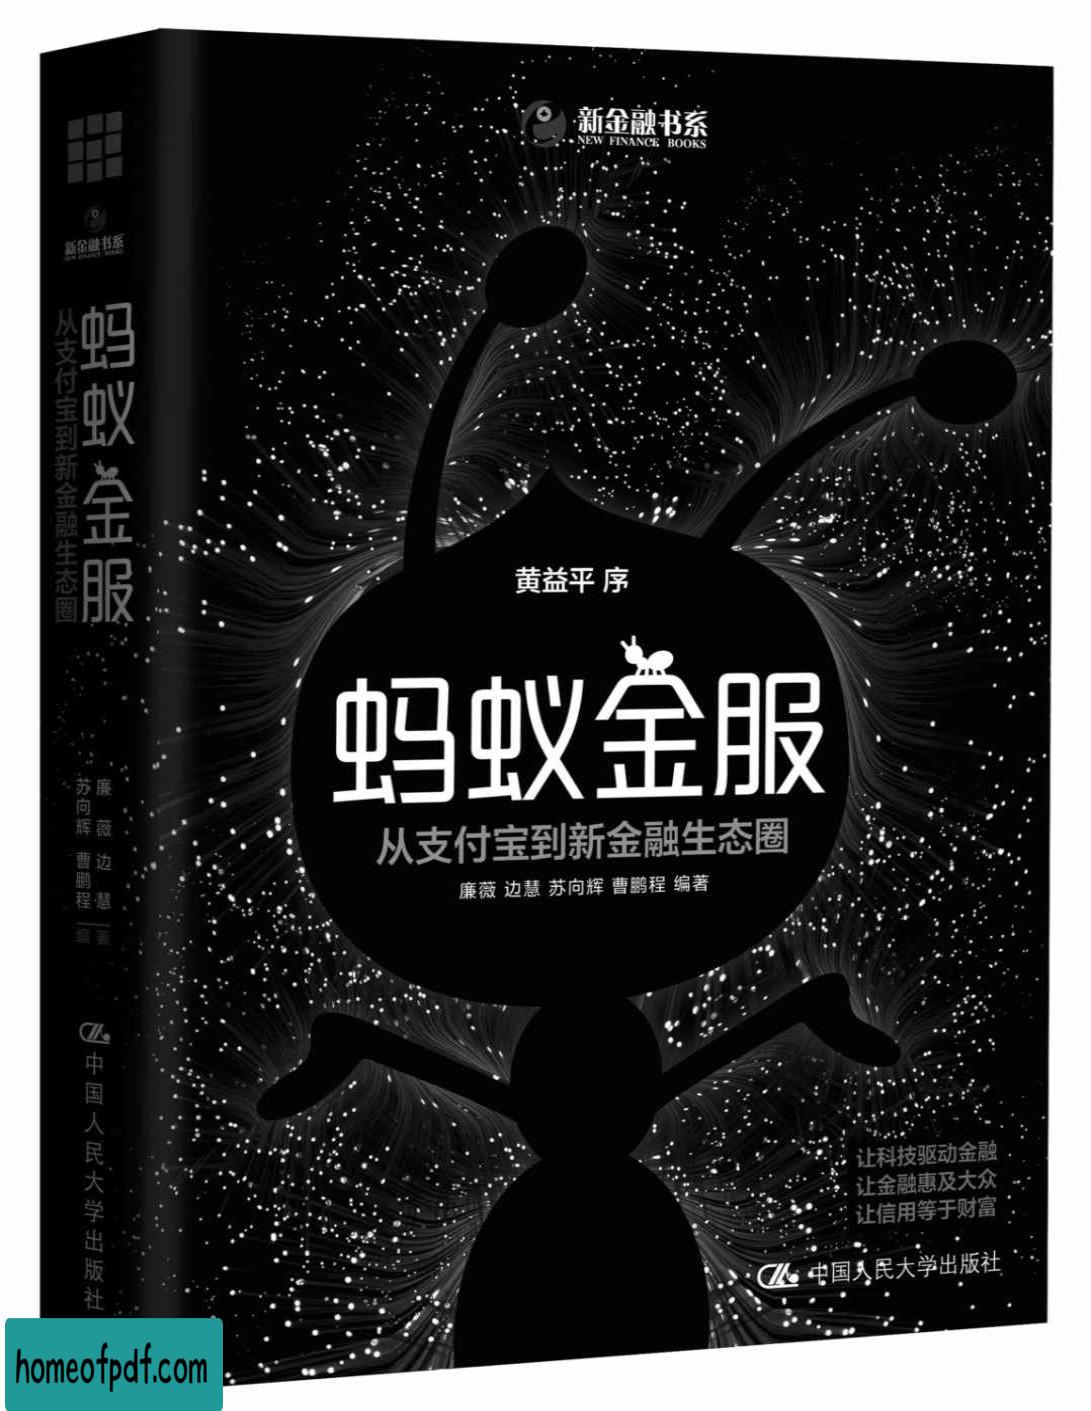 新金融书系
NEW FINANCE BOOKS
黄益平 序
蚂蚁金服
从支付宝到新金融生态圈
廉薇 边慧 苏向辉 曹鹏程 编著
让科技驱动金融
让金融惠及大众
让信用等于财富
中国人民大学出版社
新金融书系
NEW FINANCE BOOKS
蚂蚁金服
从支付宝到新金融生态圈
廉薇 边慧
苏向辉 曹鹏程
编著
中国人民大学出版社
homeofpdf.com